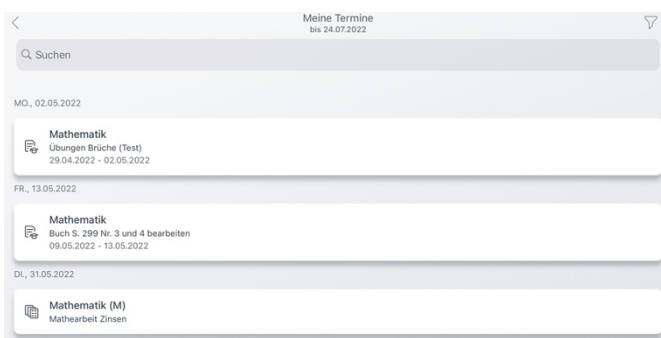 Meine Termine
bis 24.07.2022
Suchen
MO., 02.05.2022
Mathematik
Übungen Brüche (Test)
29.04.2022 - 02.05.2022
FR., 13.05.2022
Mathematik
Buch S. 299 Nr. 3 und 4 bearbeiten
09.05.2022 - 13.05.2022
DI., 31.05.2022
Mathematik (M)
Mathearbeit Zinsen